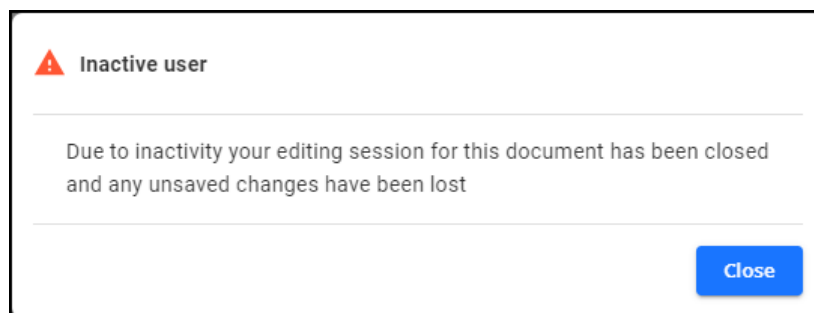 Inactive user
Due to inactivity your editing session for this document has been closed
and any unsaved changes have been lost
Close